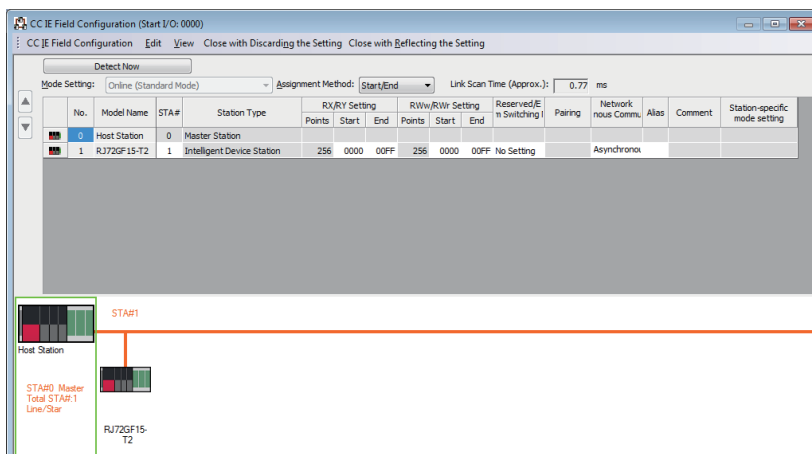 CC IE Field Configuration (Start I/O: 0000)
CC IE Field Configuration Edit View Close with Discarding the Setting Close with Reflecting the Setting
Detect Now
Mode Setting: Online (Standard Mode) Assignment Method: Start/End Link Scan Time (Approx.): 0.77 ms
No. Model Name STA# Station Type RX/RY Setting RWw/RWr Setting Reserved/E Pairing Network Alias Comment Station-specific
Points Start End Points Start End n Switching I nous Commu mode setting
0 Host Station 0 Master Station
1 RJ72GF15-T2 1 Intelligent Device Station 256 0000 00FF 256 0000 00FF No Setting Asynchronou
STA#1
Host Station
STA#0 Master
Total STA#:1
Line/Star
RJ72GF15-
T2